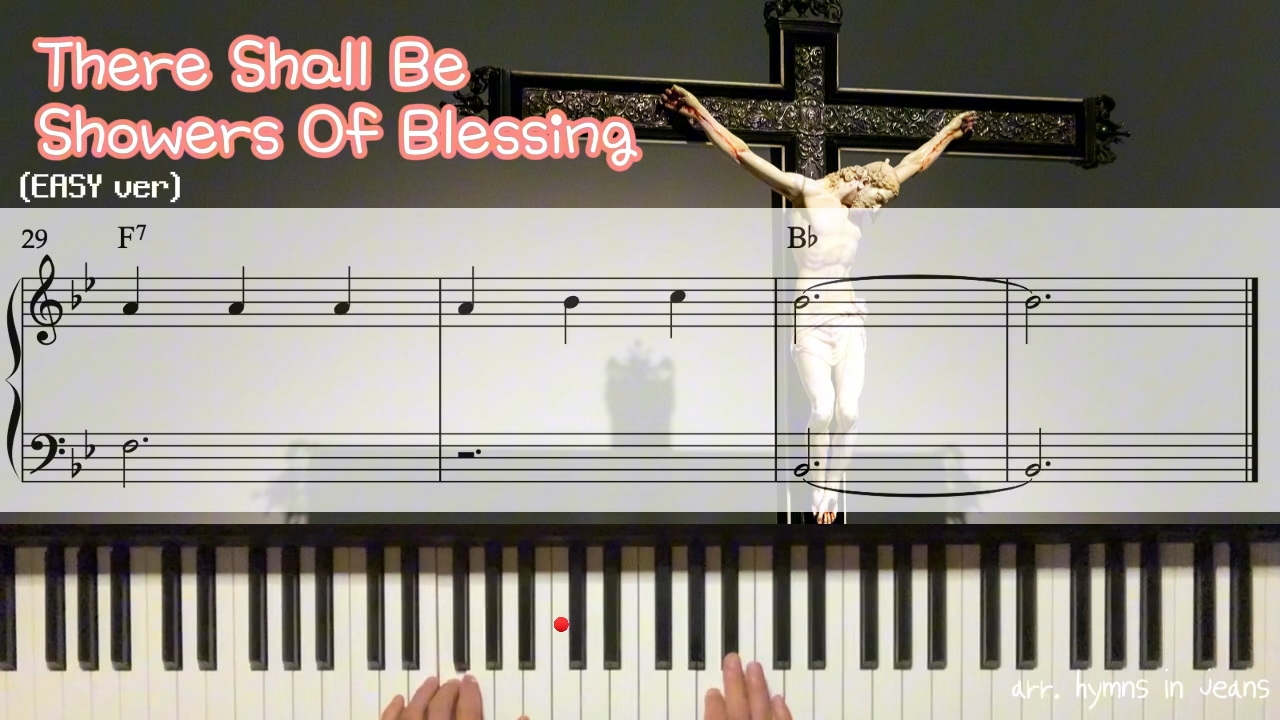 There Shall Be
Showers Of Blessing
(EASY ver)
29 F7 B♭
arr. hymns in jeans